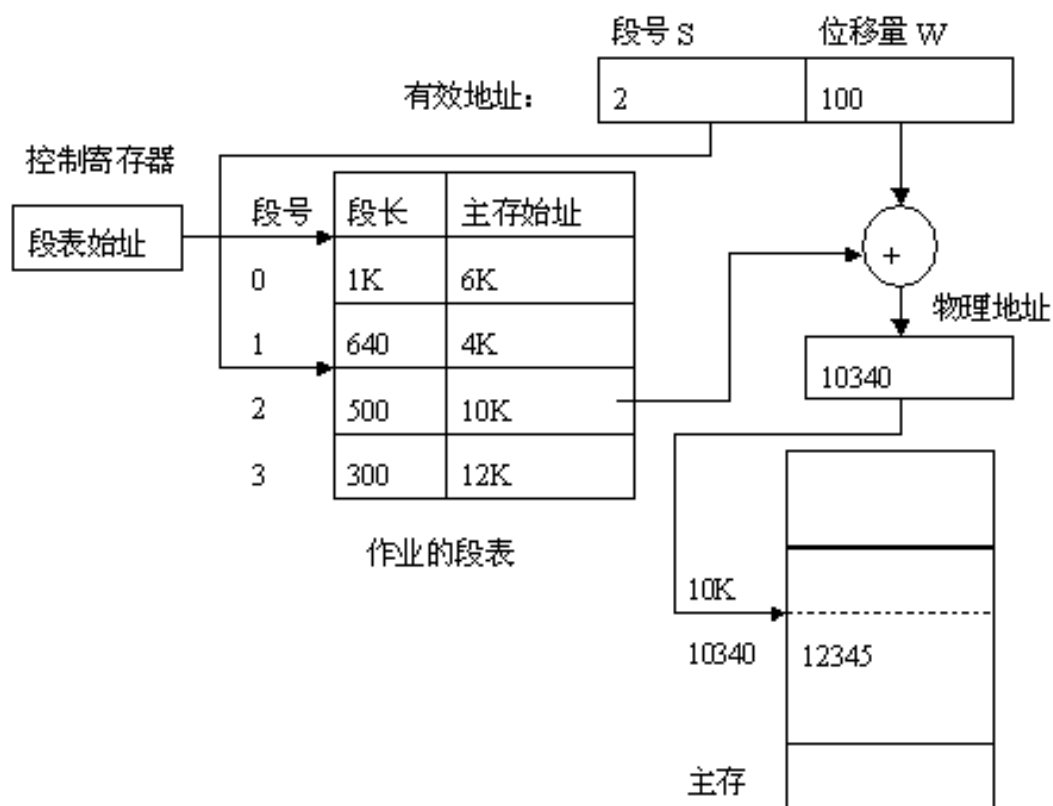 段号 S 位移量 W
有效地址： 2 100
控制寄存器
段表始址
段号 段长 主存始址
0 1K 6K
1 640 4K
2 500 10K
3 300 12K
作业的段表
+
物理地址
10340
10K
10340 12345
主存